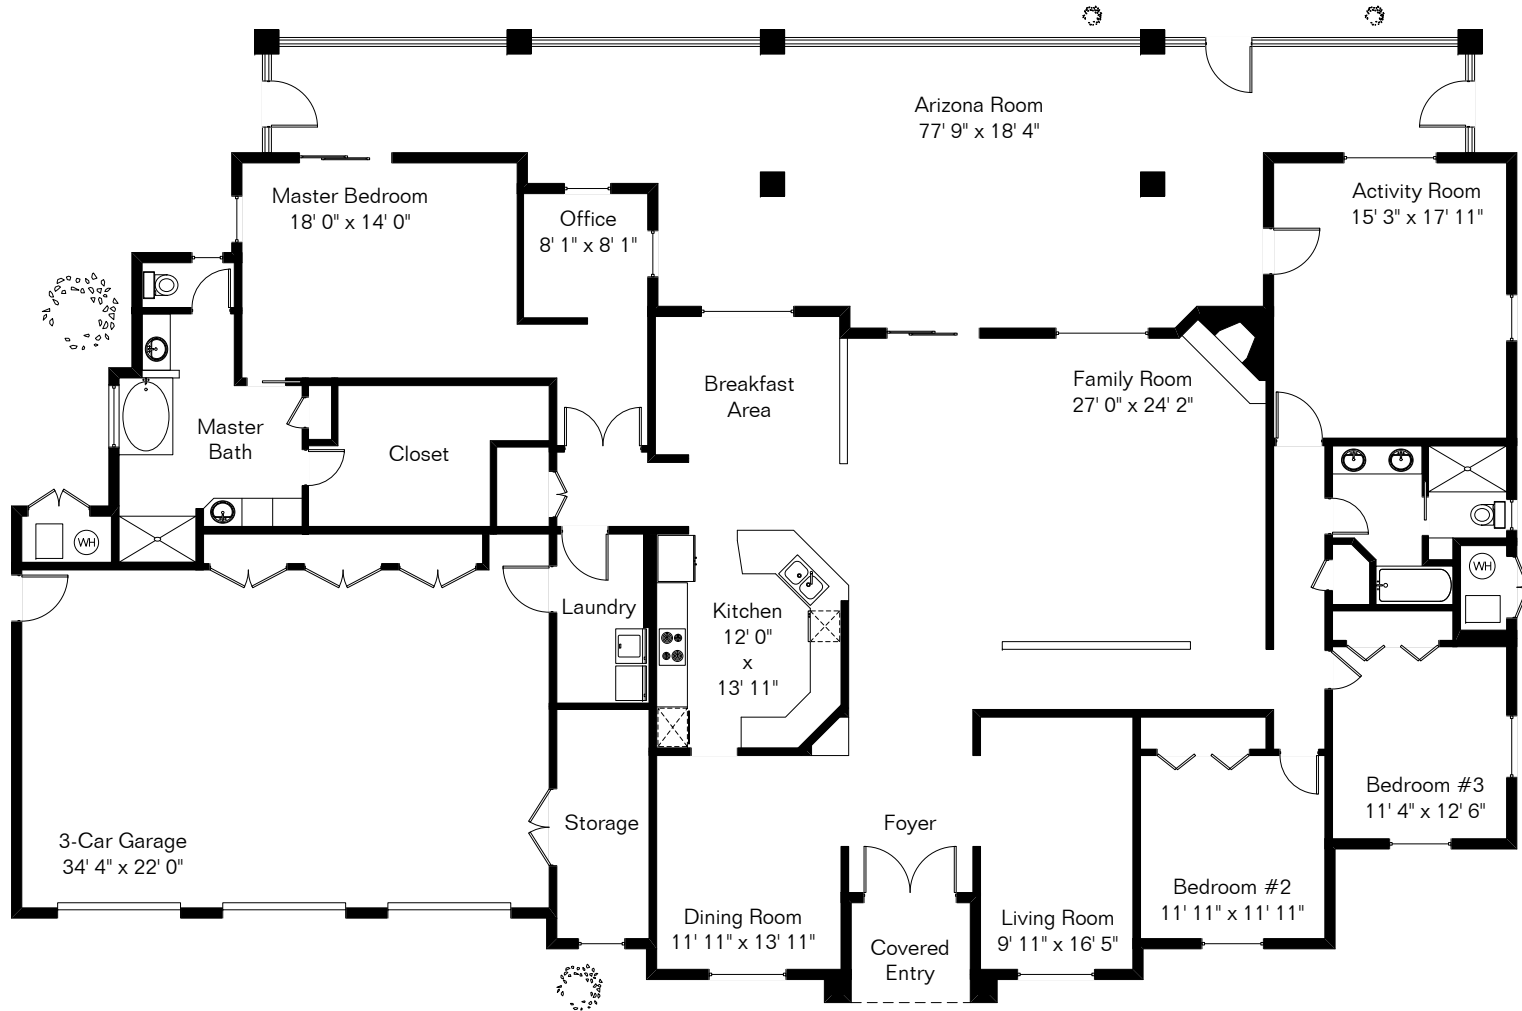 Arizona Room
77' 9" x 18' 4"
Master Bedroom
18' 0" x 14' 0"
Office
8' 1" x 8' 1"
Activity Room
15' 3" x 17' 11"
Breakfast
Area
Family Room
27' 0" x 24' 2"
Master
Bath
Closet
WH
WH
Laundry
Kitchen
12' 0"
x
13' 11"
Bedroom #3
11' 4" x 12' 6"
3-Car Garage
34' 4" x 22' 0"
Storage
Foyer
Bedroom #2
11' 11" x 11' 11"
Dining Room
11' 11" x 13' 11"
Living Room
9' 11" x 16' 5"
Covered
Entry